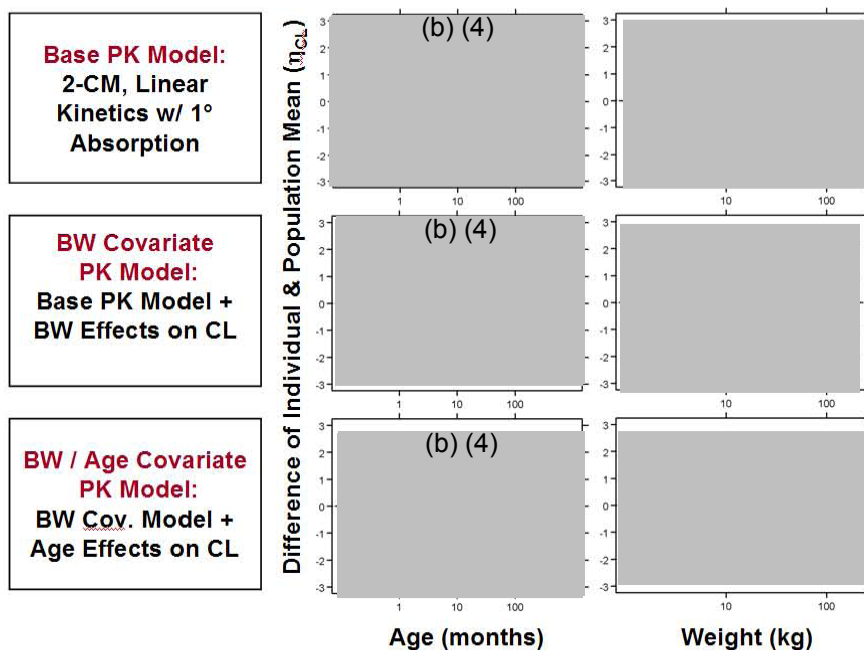 Base PK Model:
2-CM, Linear
Kinetics w/ 1°
Absorption
BW Covariate
PK Model:
Base PK Model +
BW Effects on CL
BW / Age Covariate
PK Model:
BW Cov. Model +
Age Effects on CL
Difference of Individual & Population Mean (ηCL)
(b) (4)
3
2
1
0
-1
-2
-3
1 10 100
3
2
1
0
-1
-2
-3
10 100
(b) (4)
3
2
1
0
-1
-2
-3
1 10 100
3
2
1
0
-1
-2
-3
10 100
(b) (4)
3
2
1
0
-1
-2
-3
1 10 100
3
2
1
0
-1
-2
-3
10 100
Age (months)
Weight (kg)